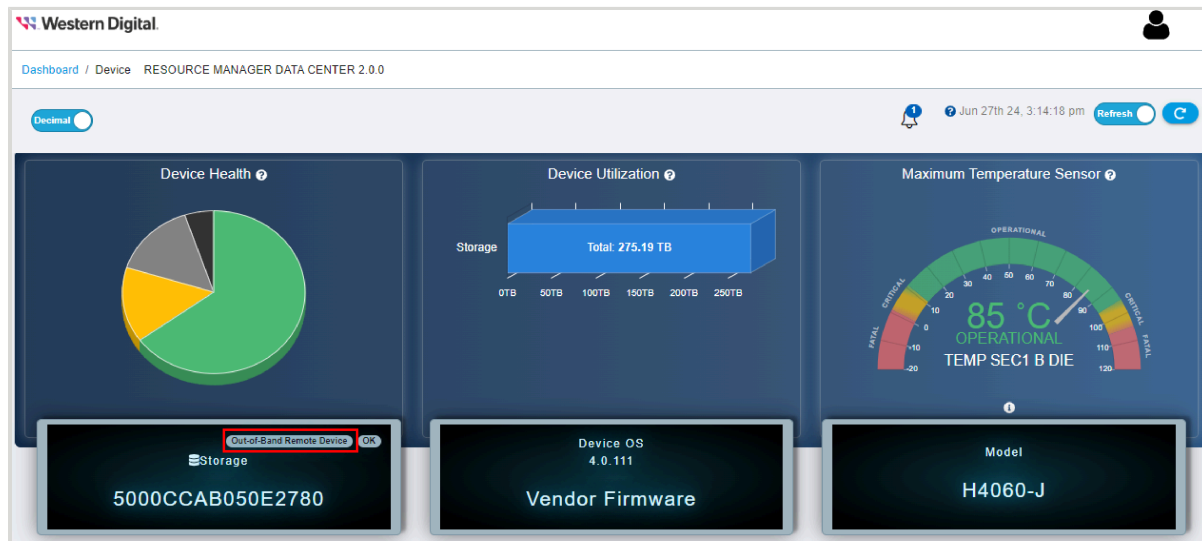 Western Digital.
Dashboard / Device RESOURCE MANAGER DATA CENTER 2.0.0
Decimal
1
Jun 27th 24, 3:14:18 pm
Refresh
Device Health
Device Utilization
Storage
Total: 275.19 TB
0TB 50TB 100TB 150TB 200TB 250TB
Maximum Temperature Sensor
FATAL
CRITICAL
OPERATIONAL
CRITICAL
FATAL
-20
-10
0
10
20
30
40
50
60
70
80
90
100
110
120
85 °C
OPERATIONAL
TEMP SEC1 B DIE
Out-of-Band Remote Device OK
Storage
5000CCAB050E2780
Device OS
4.0.111
Vendor Firmware
Model
H4060-J